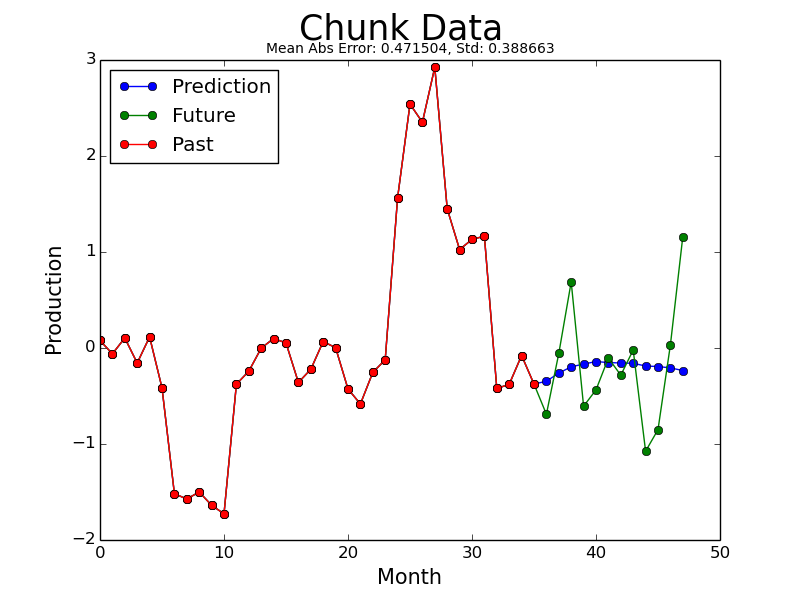 Chunk Data
Mean Abs Error: 0.471504, Std: 0.388663
Prediction
Future
Past
3
2
1
0
−1
−2
Production
0 10 20 30 40 50
Month